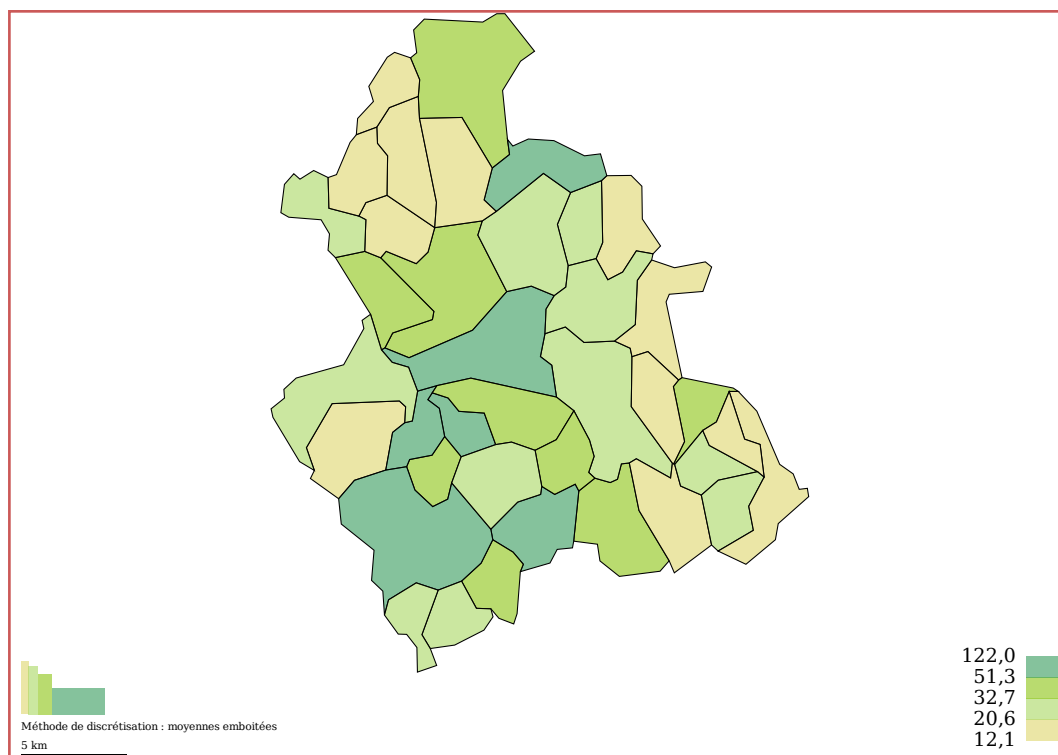 122,0
51,3
32,7
20,6
12,1
Méthode de discrétisation : moyennes emboitées
5 km